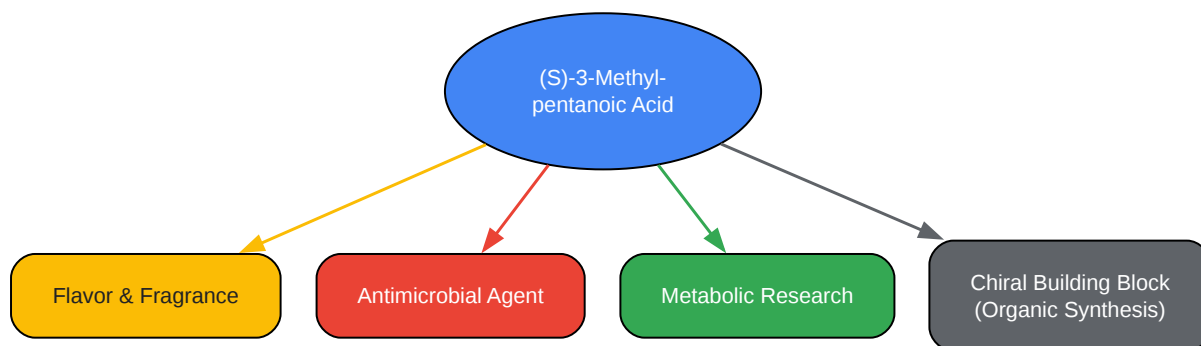 (S)-3-Methyl-
pentanoic Acid
Flavor & Fragrance
Antimicrobial Agent
Metabolic Research
Chiral Building Block
(Organic Synthesis)